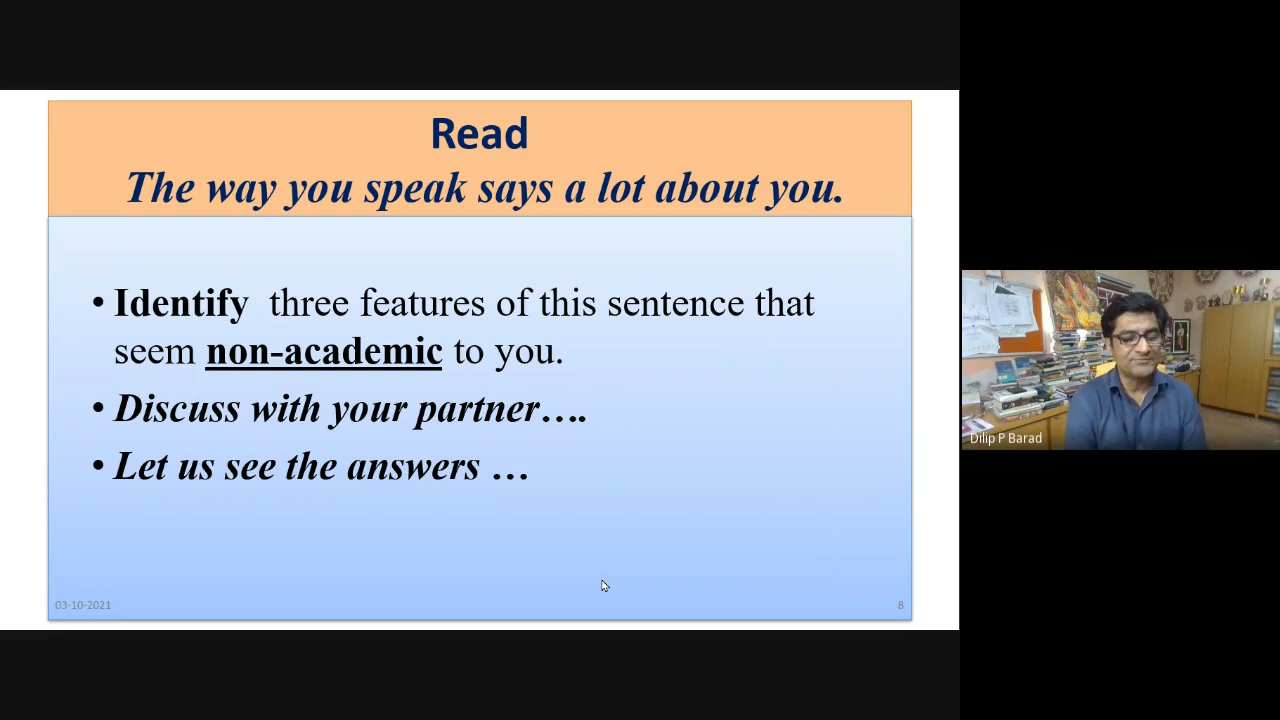 Read
The way you speak says a lot about you.
• Identify three features of this sentence that
seem non-academic to you.
• Discuss with your partner….
• Let us see the answers …
03-10-2021
8
Dilip P Barad